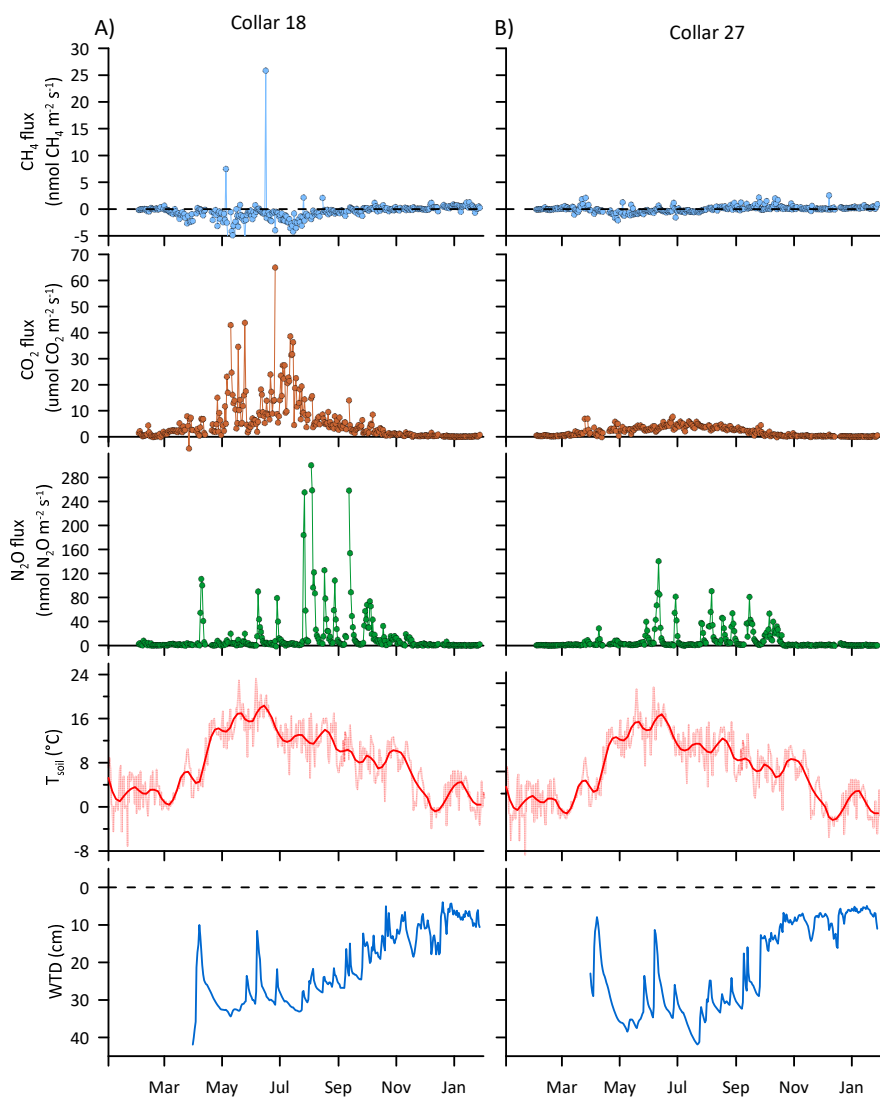 A)
Collar 18
B)
Collar 27
CH₄ flux
(nmol CH₄ m⁻² s⁻¹)
30
25
20
15
10
5
0
-5
CO₂ flux
(umol CO₂ m⁻² s⁻¹)
70
60
50
40
30
20
10
0
N₂O flux
(nmol N₂O m⁻² s⁻¹)
280
240
200
160
120
80
40
0
T_soil (°C)
24
16
8
0
-8
WTD (cm)
0
10
20
30
40
Mar May Jul Sep Nov Jan
Mar May Jul Sep Nov Jan